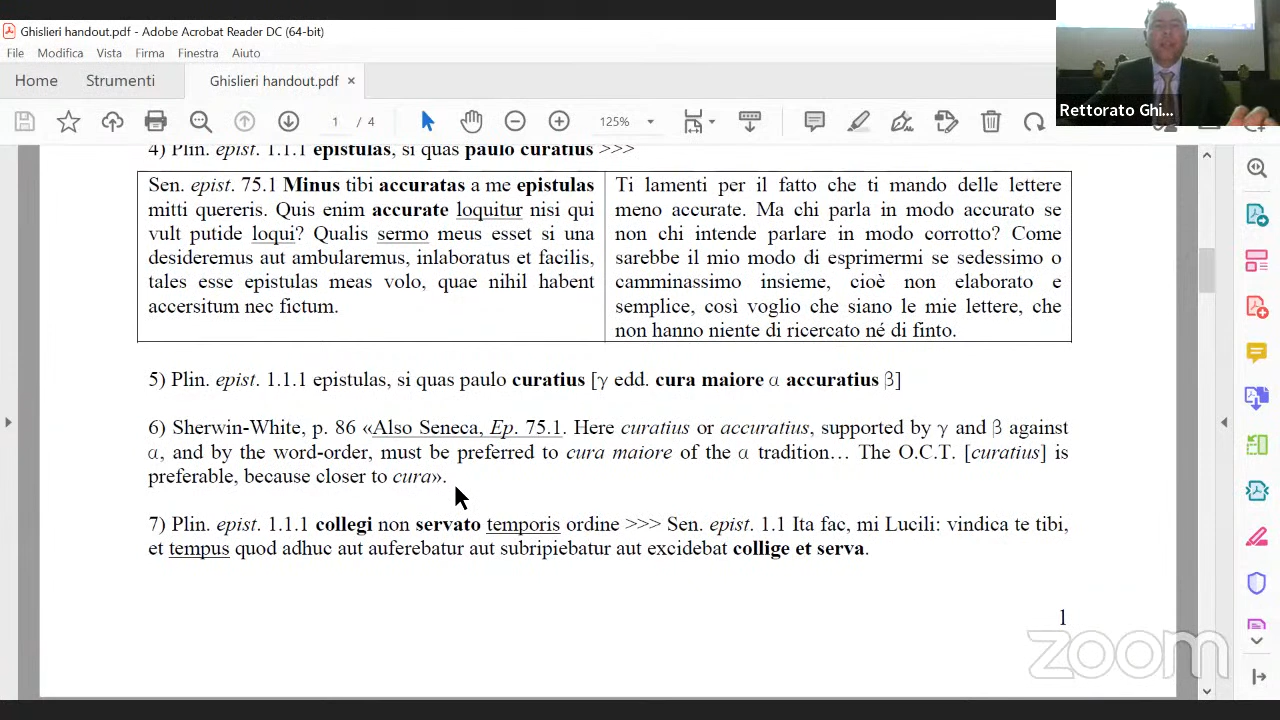 Ghislieri handout.pdf - Adobe Acrobat Reader DC (64-bit)
File Modifica Vista Firma Finestra Aiuto
Home Strumenti Ghislieri handout.pdf ×
1 / 4 125%
Rettorato Ghi...
4) Plin. epist. 1.1.1 epistulas, si quas paulo curatius >>>
Sen. epist. 75.1 Minus tibi accuratas a me epistulas
mitti quereris. Quis enim accurate loquitur nisi qui
vult putide loqui? Qualis sermo meus esset si una
desideremus aut ambularemus, inlaboratus et facilis,
tales esse epistulas meas volo, quae nihil habent
accersitum nec fictum.
Ti lamenti per il fatto che ti mando delle lettere
meno accurate. Ma chi parla in modo accurato se
non chi intende parlare in modo corrotto? Come
sarebbe il mio modo di esprimermi se sedessimo o
camminassimo insieme, cioè non elaborato e
semplice, così voglio che siano le mie lettere, che
non hanno niente di ricercato né di finto.
5) Plin. epist. 1.1.1 epistulas, si quas paulo curatius [γ edd. cura maiore α accuratius β]
6) Sherwin-White, p. 86 «Also Seneca, Ep. 75.1. Here curatius or accuratius, supported by γ and β against
α, and by the word-order, must be preferred to cura maiore of the α tradition… The O.C.T. [curatius] is
preferable, because closer to cura».
7) Plin. epist. 1.1.1 collegi non servato temporis ordine >>> Sen. epist. 1.1 Ita fac, mi Lucili: vindica te tibi,
et tempus quod adhuc aut auferebatur aut subripiebatur aut excidebat collige et serva.
1
zoom